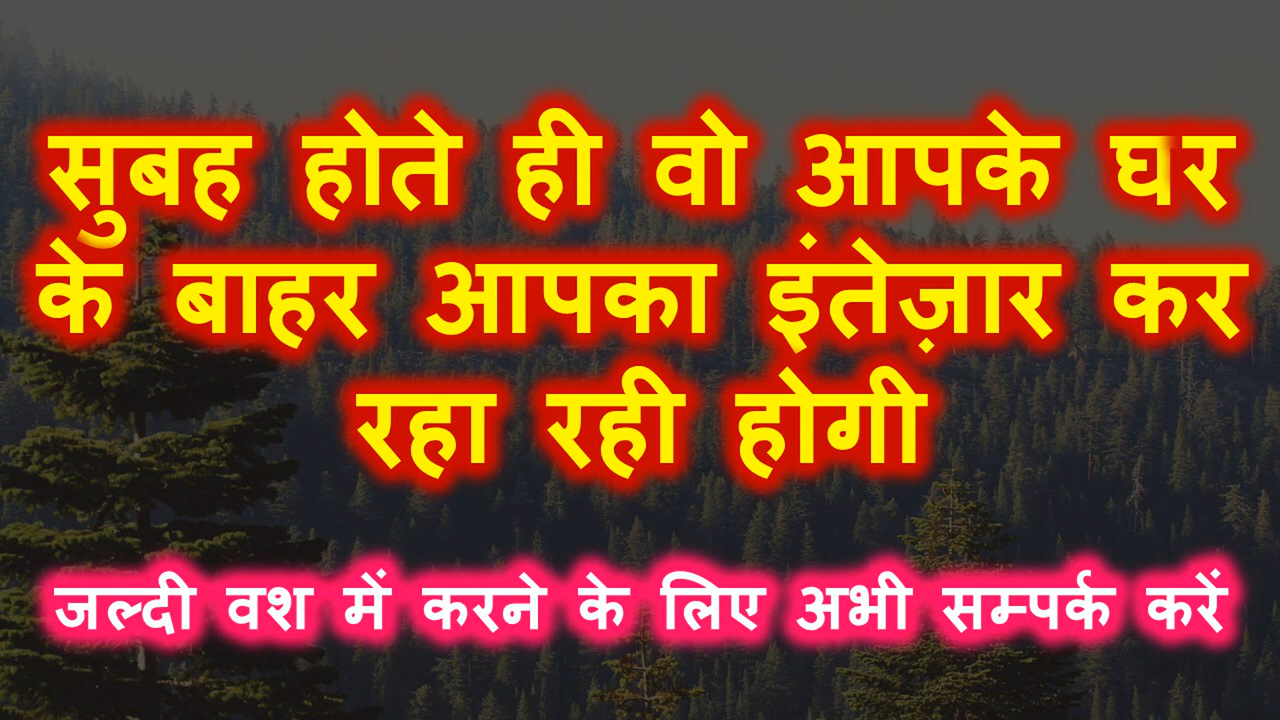 सुबह होते ही वो आपके घर
के बाहर आपका इंतेज़ार कर
रहा रही होगी
जल्दी वश में करने के लिए अभी सम्पर्क करें